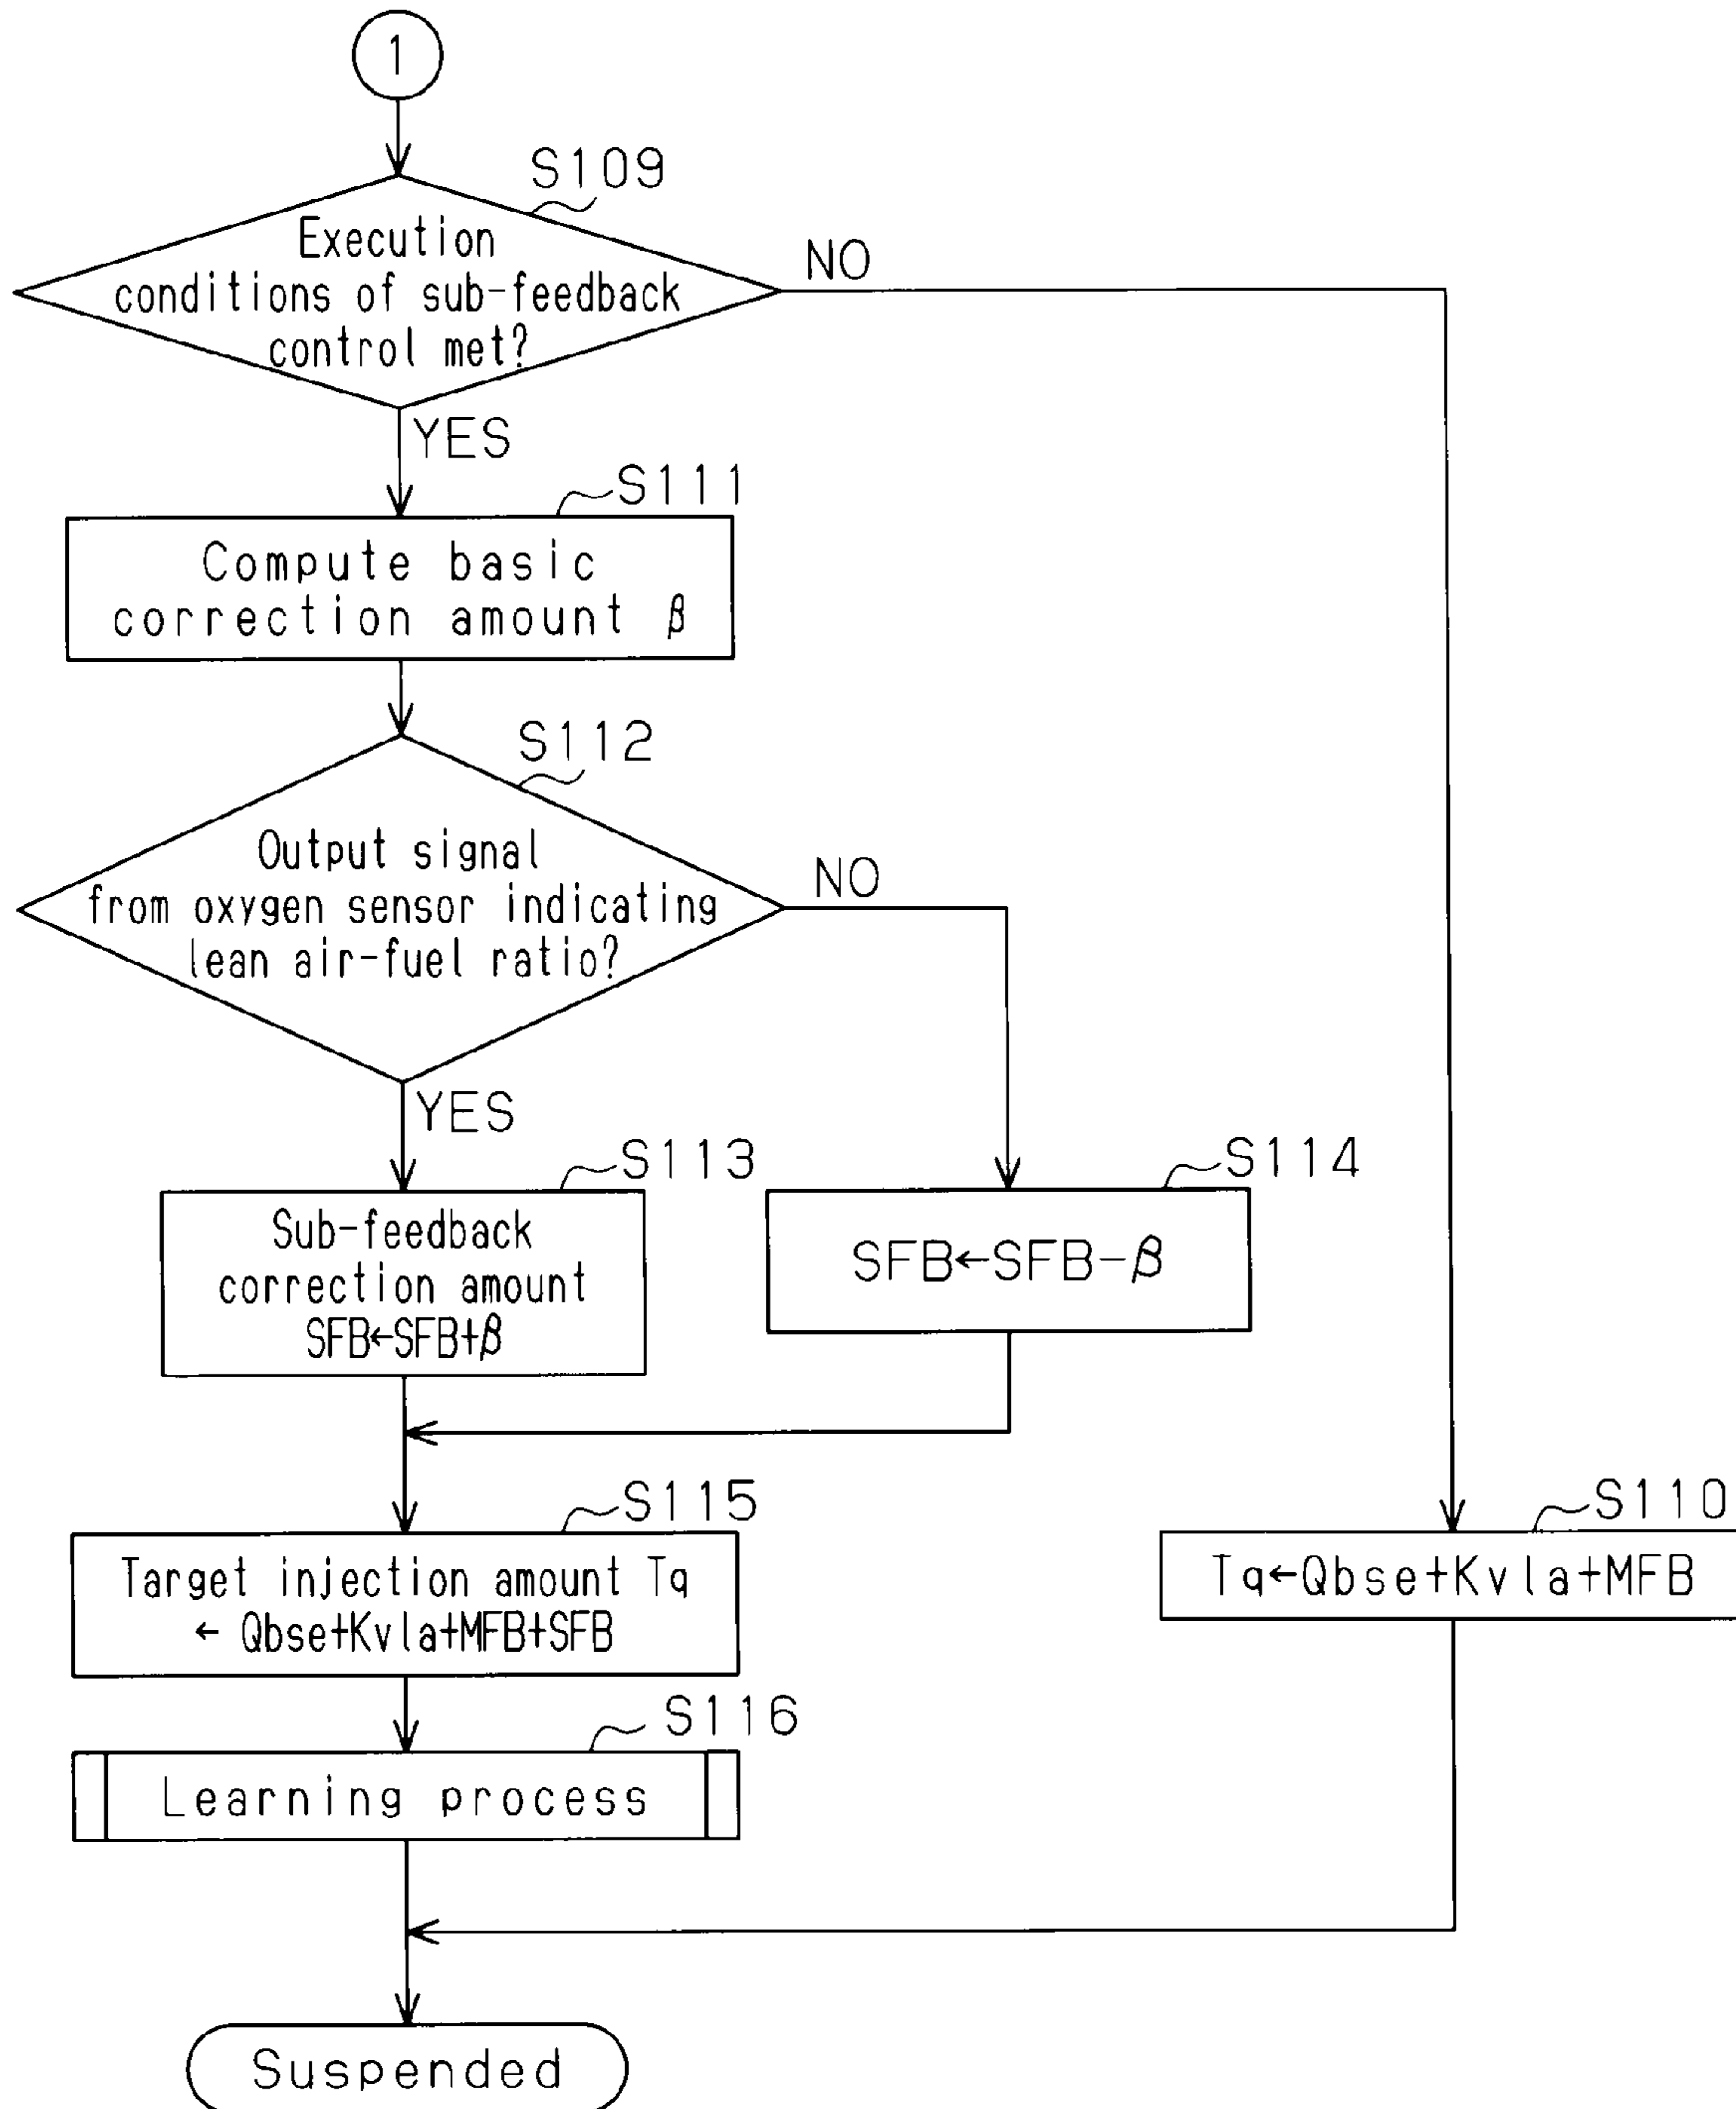 1
S109
Execution
conditions of sub-feedback
control met?
NO
YES
S111
Compute basic
correction amount β
S112
Output signal
from oxygen sensor indicating
lean air-fuel ratio?
NO
YES
S113
Sub-feedback
correction amount
SFB←SFB+β
S114
SFB←SFB−β
S115
Target injection amount Tq
← Qbse+Kvla+MFB+SFB
S110
Tq←Qbse+Kvla+MFB
S116
Learning process
Suspended